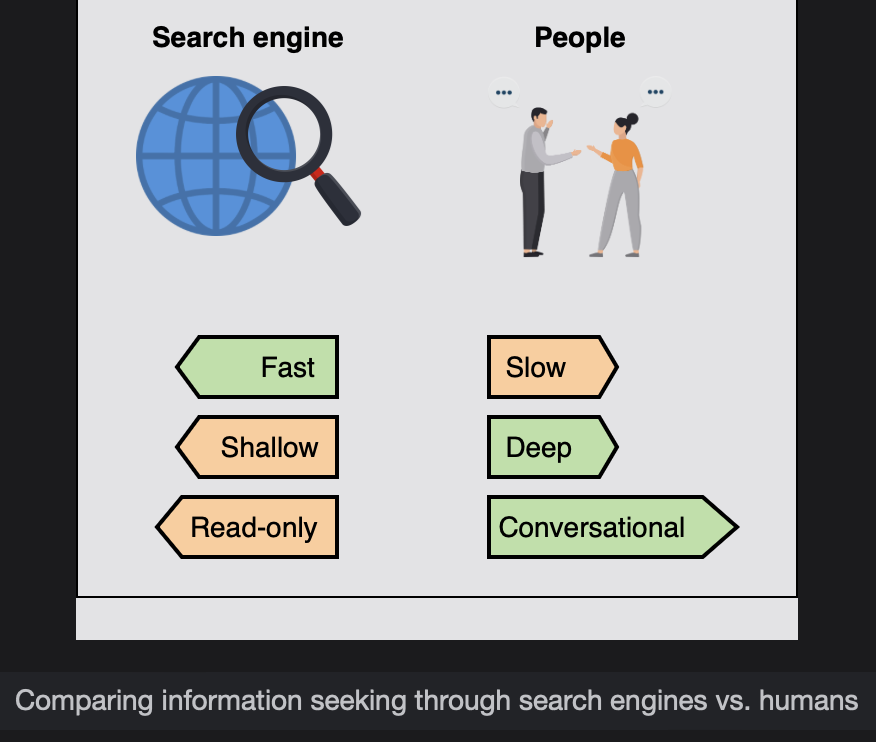 Search engine
People
Fast
Slow
Shallow
Deep
Read-only
Conversational
Comparing information seeking through search engines vs. humans